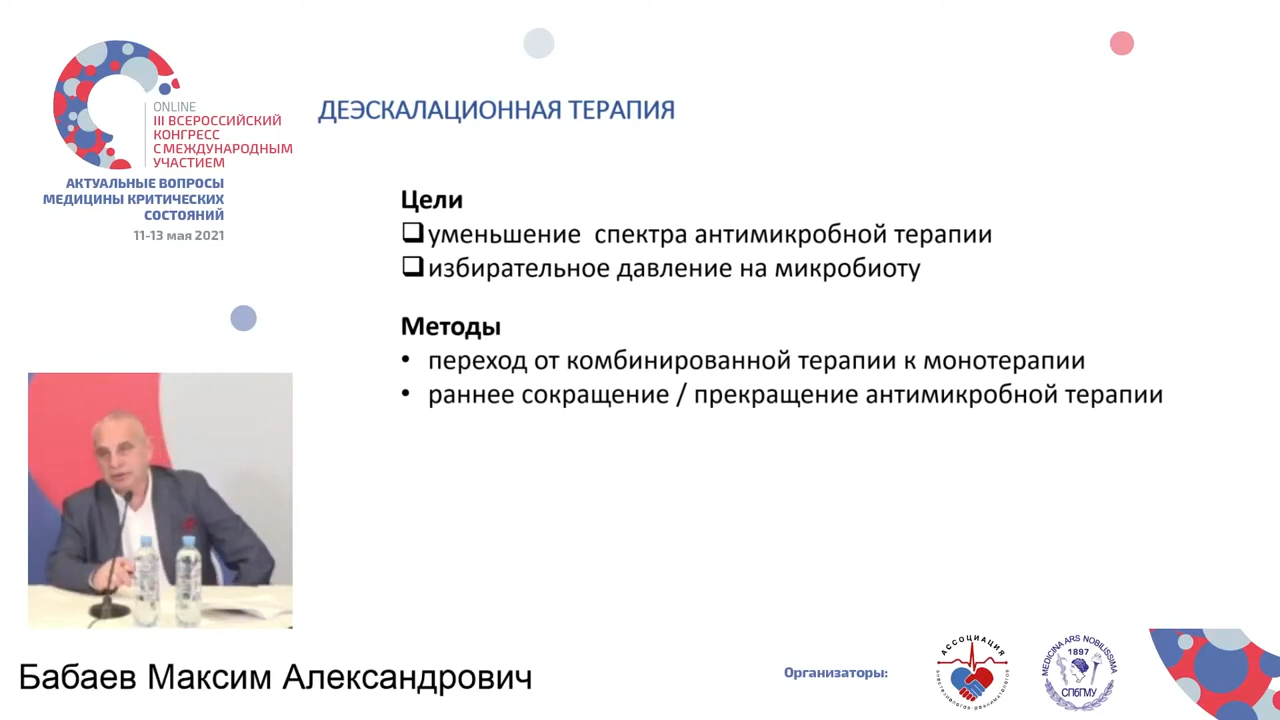 ONLINE
III ВСЕРОССИЙСКИЙ
КОНГРЕСС
С МЕЖДУНАРОДНЫМ
УЧАСТИЕМ
АКТУАЛЬНЫЕ ВОПРОСЫ
МЕДИЦИНЫ КРИТИЧЕСКИХ
СОСТОЯНИЙ
11-13 мая 2021
ДЕЭСКАЛАЦИОННАЯ ТЕРАПИЯ
Цели
уменьшение спектра антимикробной терапии
избирательное давление на микробиоту
Методы
• переход от комбинированной терапии к монотерапии
• раннее сокращение / прекращение антимикробной терапии
Бабаев Максим Александрович
Организаторы:
АССОЦИАЦИЯ
анестезиологов-реаниматологов
MEDICINA ARS NOBILISSIMA
1897
СПбГМУ